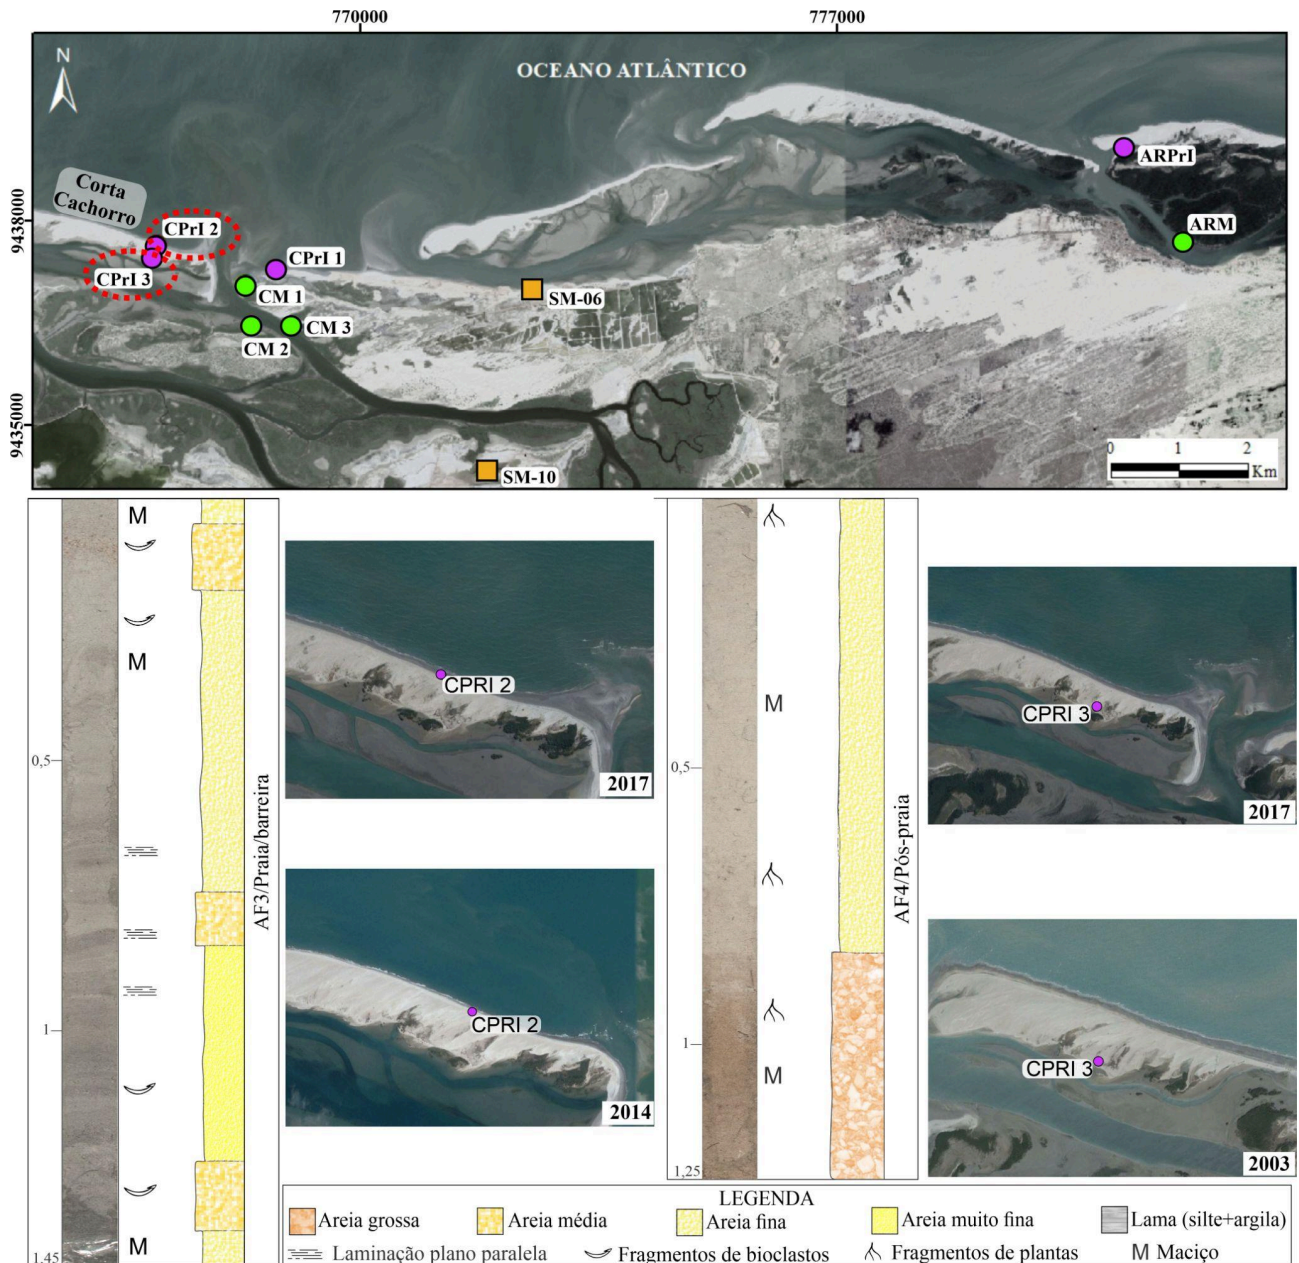 770000
777000
N
OCEANO ATLÂNTICO
ARPrI
Corta
Cachorro
9438000
CPrI 2
ARM
CPrI 1
CPrI 3
CM 1
SM-06
CM 3
CM 2
9435000
0
1
2
Km
SM-10
M
M
0,5
1
1,45
M
AF3/Praia/barreira
CPRI 2
2017
CPRI 2
2014
M
0,5
1
M
1,25
AF4/Pós-praia
CPRI 3
2017
CPRI 3
2003
LEGENDA
Areia grossa
Areia média
Areia fina
Areia muito fina
Lama (silte+argila)
Laminação plano paralela
Fragmentos de bioclastos
Fragmentos de plantas
M Maciço